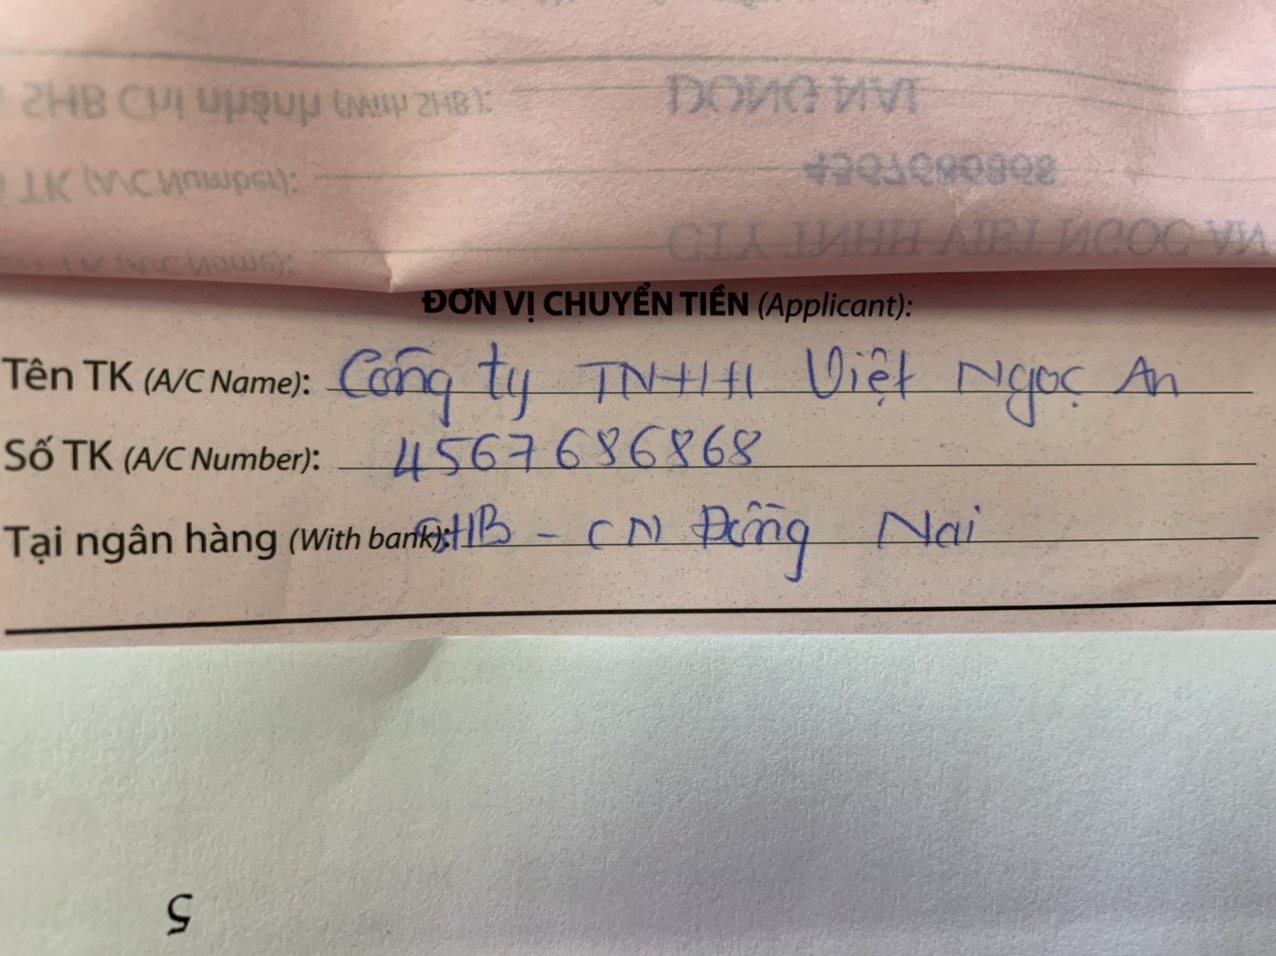 SHB Chi nhánh (With SHB):
DONG NAI
TK (A/C Number):
4567686868
TK (A/C Name):
CTY TNHH VIET NGOC AN
ĐƠN VỊ CHUYỂN TIỀN (Applicant):
Tên TK (A/C Name): Công ty TNHH Việt Ngọc An
Số TK (A/C Number): 4567686868
Tại ngân hàng (With bank): SHB - CN Đồng Nai
5